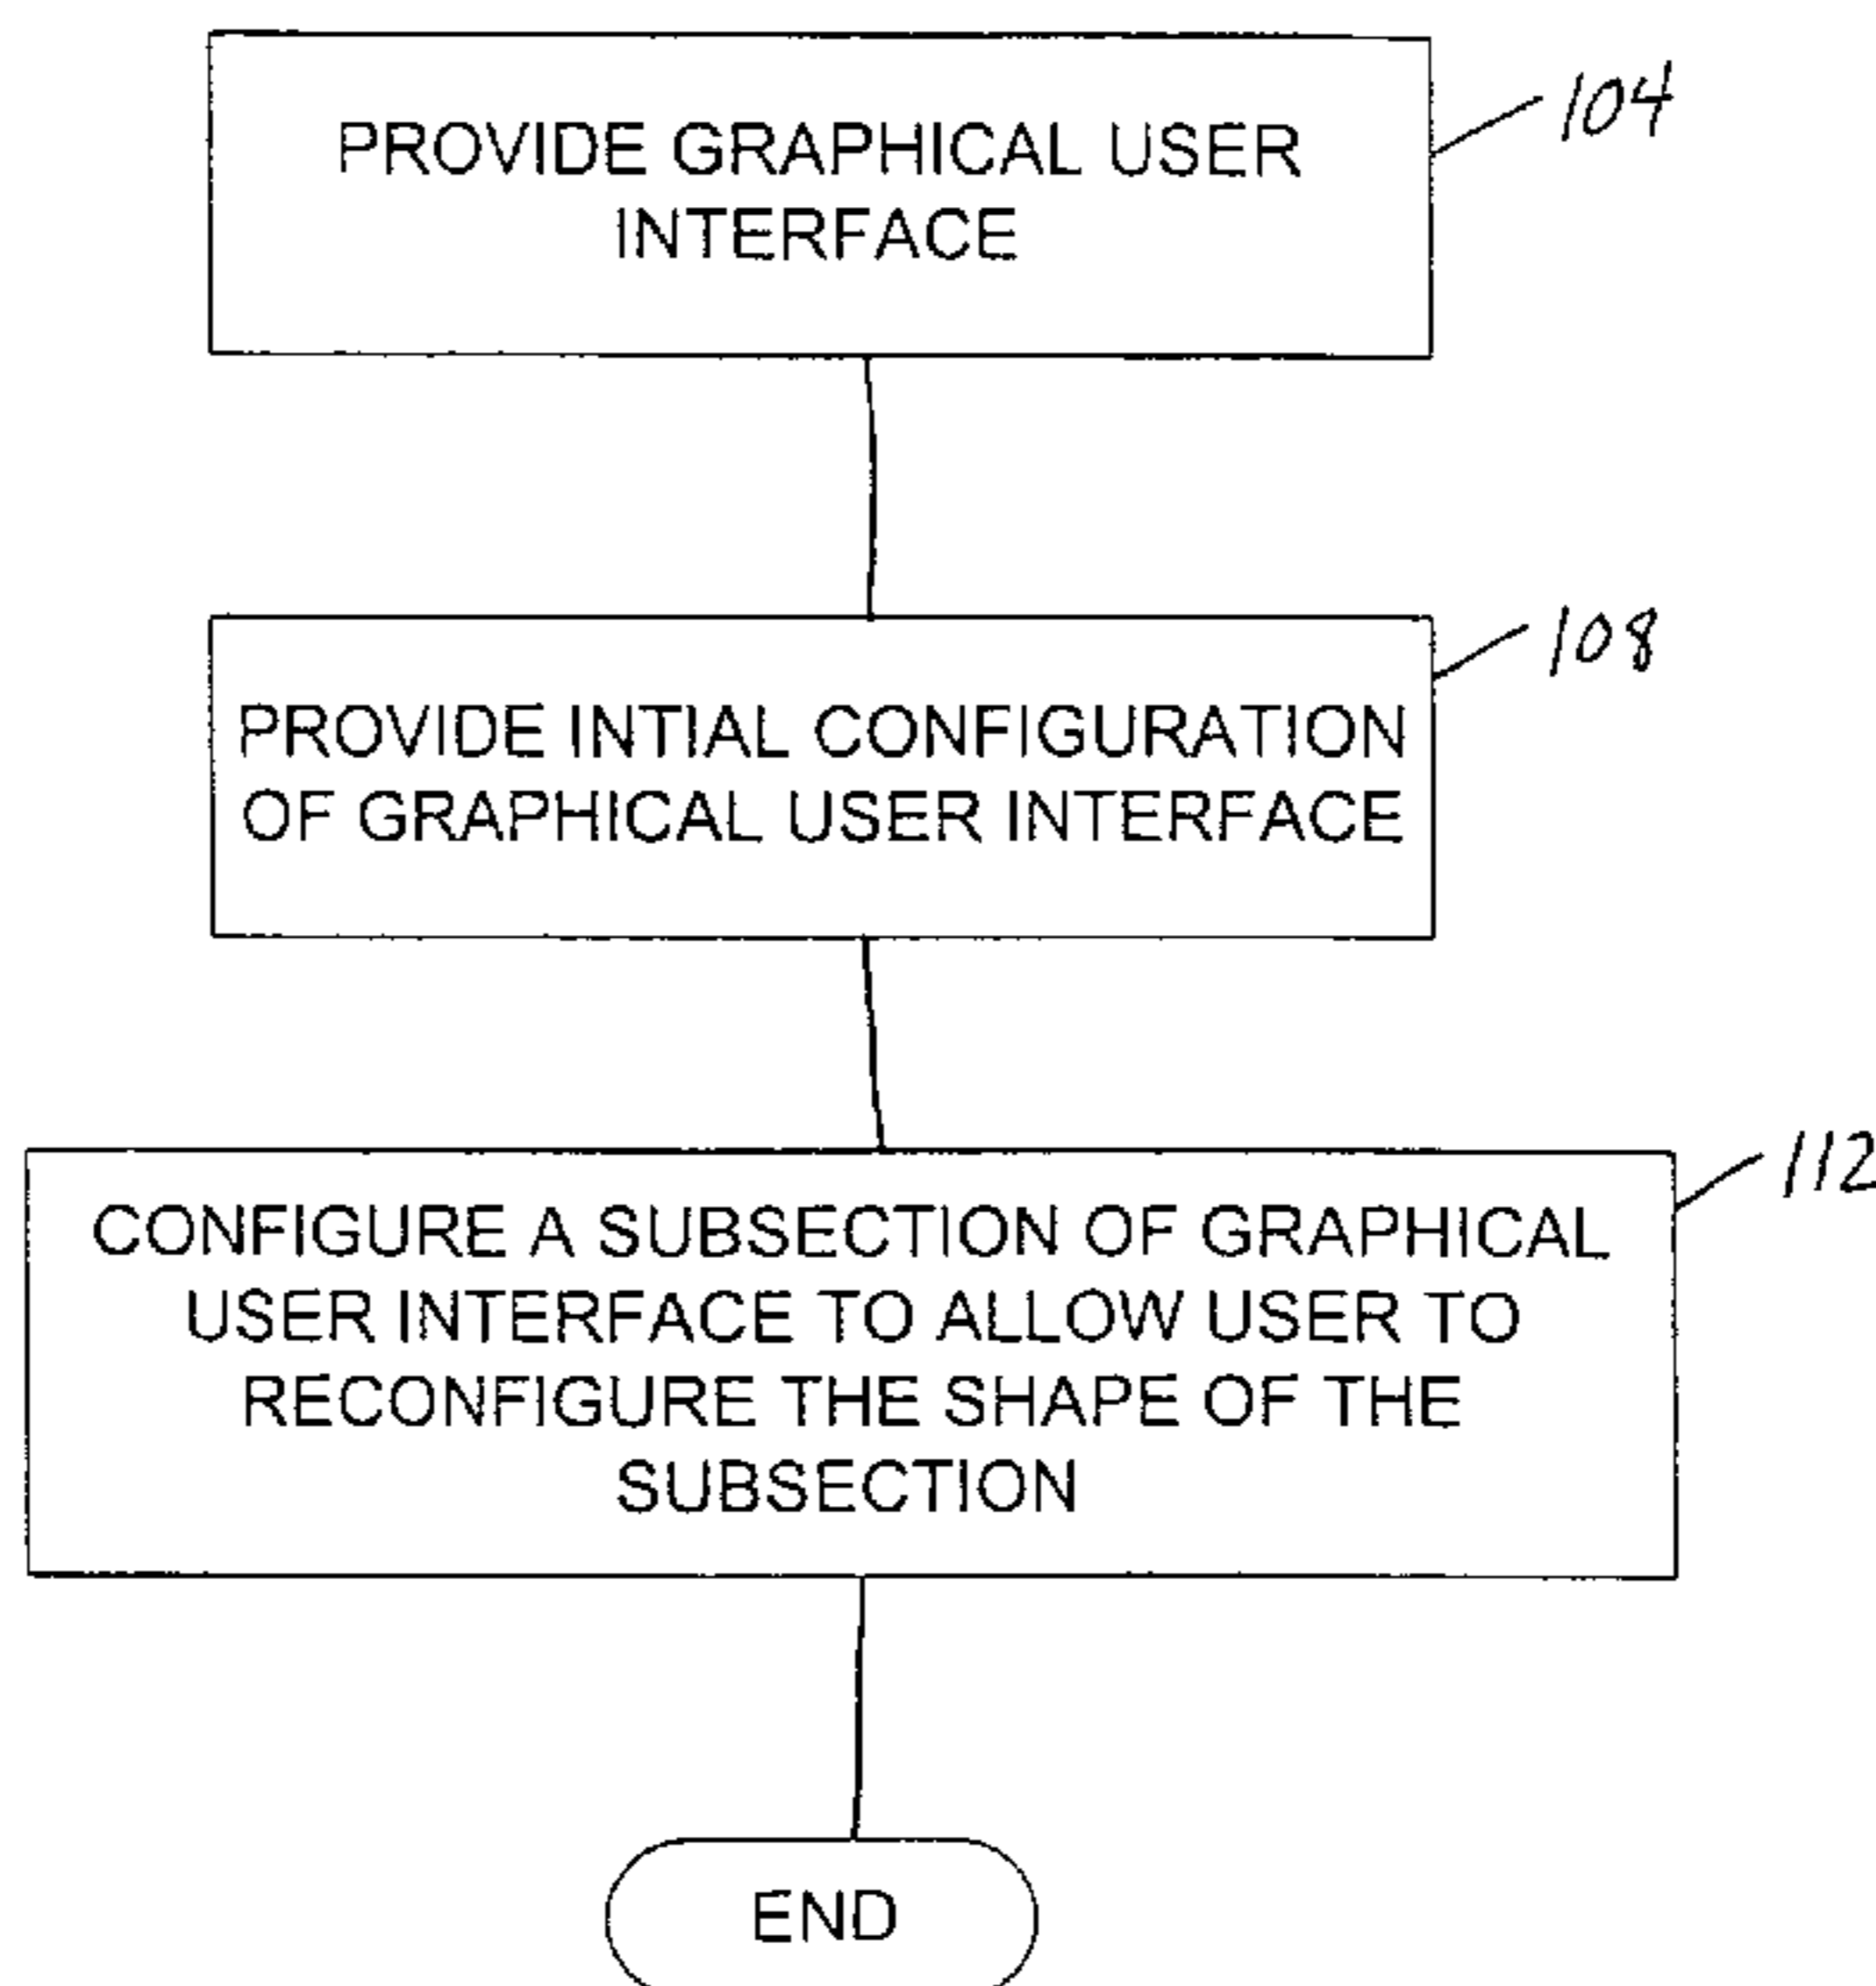 PROVIDE GRAPHICAL USER
INTERFACE
104
PROVIDE INTIAL CONFIGURATION
OF GRAPHICAL USER INTERFACE
108
CONFIGURE A SUBSECTION OF GRAPHICAL
USER INTERFACE TO ALLOW USER TO
RECONFIGURE THE SHAPE OF THE
SUBSECTION
112
END